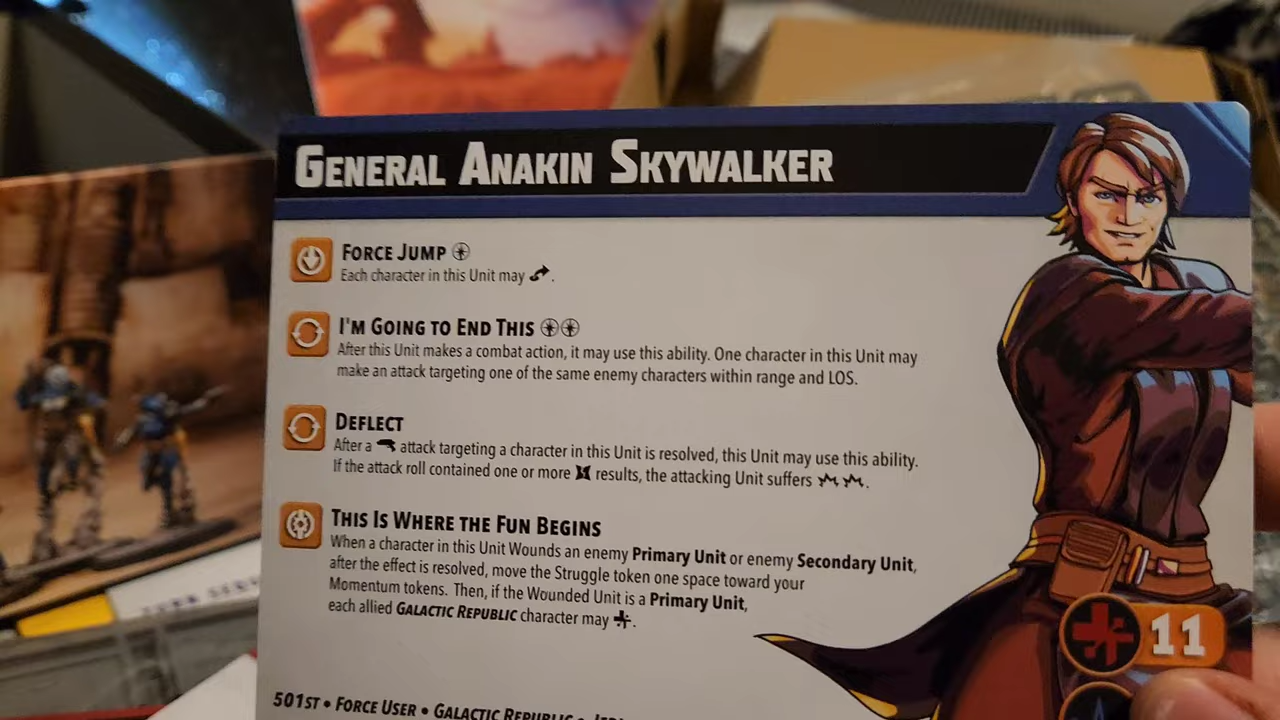 GENERAL ANAKIN SKYWALKER
FORCE JUMP
Each character in this Unit may .
I'M GOING TO END THIS
After this Unit makes a combat action, it may use this ability. One character in this Unit may
make an attack targeting one of the same enemy characters within range and LOS.
DEFLECT
After a attack targeting a character in this Unit is resolved, this Unit may use this ability.
If the attack roll contained one or more results, the attacking Unit suffers .
THIS IS WHERE THE FUN BEGINS
When a character in this Unit Wounds an enemy Primary Unit or enemy Secondary Unit,
after the effect is resolved, move the Struggle token one space toward your
Momentum tokens. Then, if the Wounded Unit is a Primary Unit,
each allied GALACTIC REPUBLIC character may .
11
501ST • FORCE USER • GALACTIC REPUBLIC •